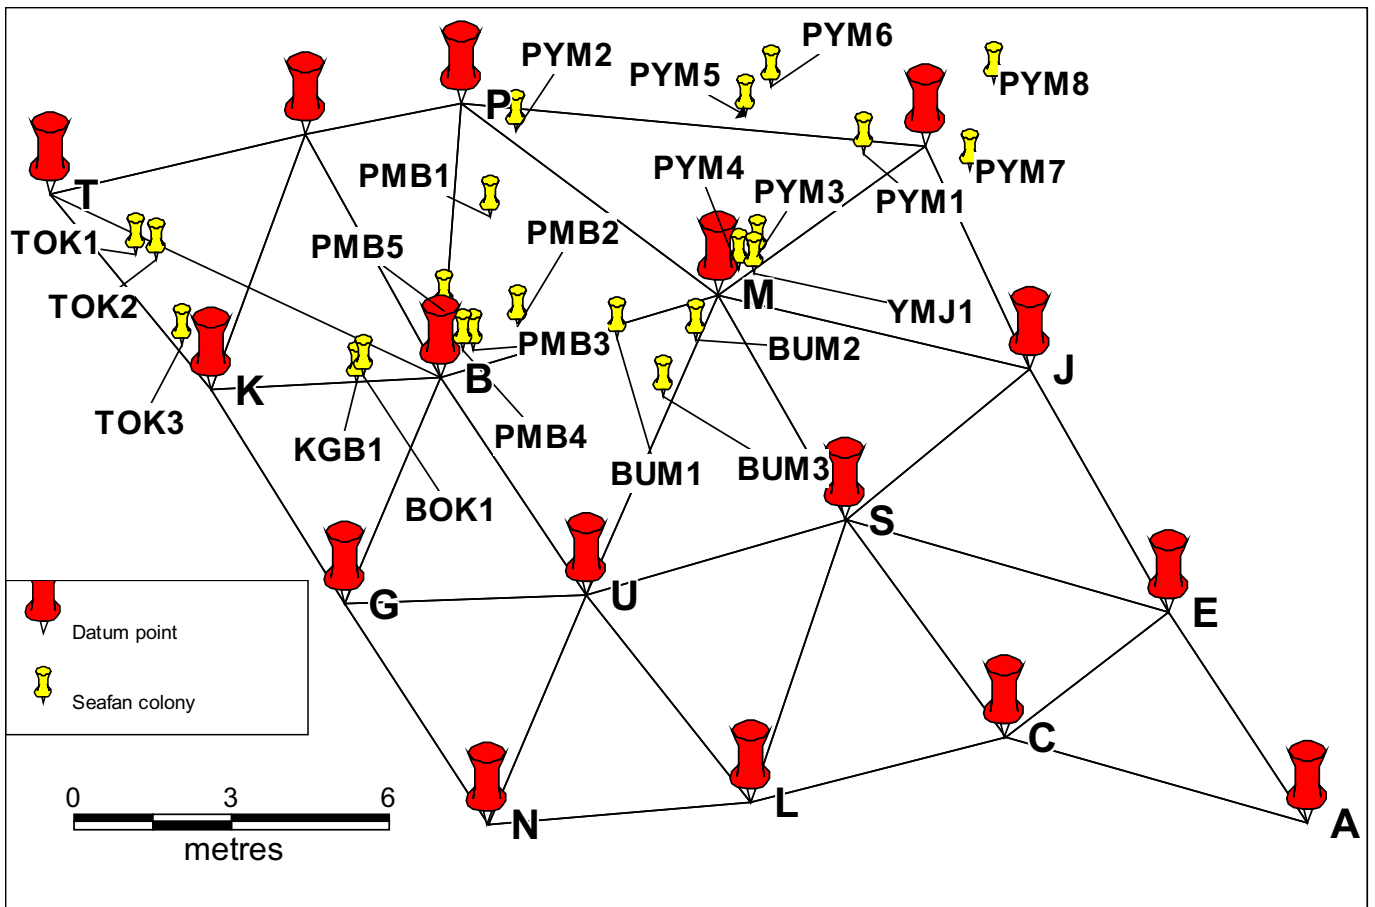 PYM6
PYM2
PYM5
PYM8
P
PYM4
PYM7
PMB1
PYM3
T
PYM1
PMB2
TOK1
PMB5
M
TOK2
YMJ1
PMB3
BUM2
J
B
K
TOK3
PMB4
KGB1
BUM3
BUM1
BOK1
S
U
G
E
Datum point
Seafan colony
C
0 3 6
L
N
A
metres